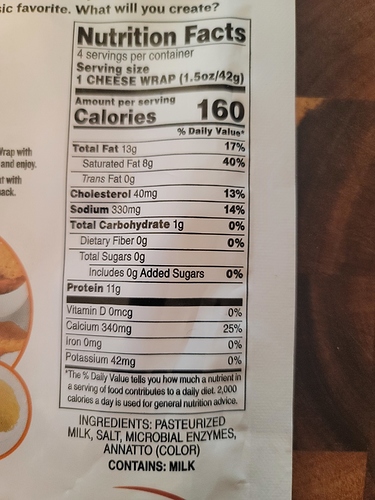 sic favorite. What will you create?
Nutrition Facts
4 servings per container
Serving size
1 CHEESE WRAP (1.5oz/42g)
Amount per serving
Calories 160
% Daily Value*
Total Fat 13g 17%
Saturated Fat 8g 40%
Trans Fat 0g
Cholesterol 40mg 13%
Sodium 330mg 14%
Total Carbohydrate 1g 0%
Dietary Fiber 0g 0%
Total Sugars 0g
Includes 0g Added Sugars 0%
Protein 11g
Vitamin D 0mcg 0%
Calcium 340mg 25%
Iron 0mg 0%
Potassium 42mg 0%
*The % Daily Value tells you how much a nutrient in
a serving of food contributes to a daily diet. 2,000
calories a day is used for general nutrition advice.
INGREDIENTS: PASTEURIZED
MILK, SALT, MICROBIAL ENZYMES,
ANNATTO (COLOR)
CONTAINS: MILK
Wrap with
and enjoy.
with